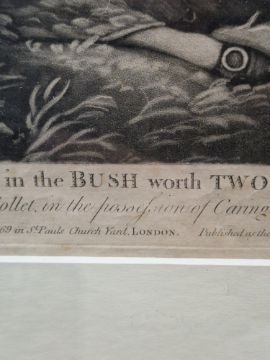 in the BUSH worth TWO
ollet, in the possession of Caring
69 in St. Pauls Church Yard, LONDON. Published as the